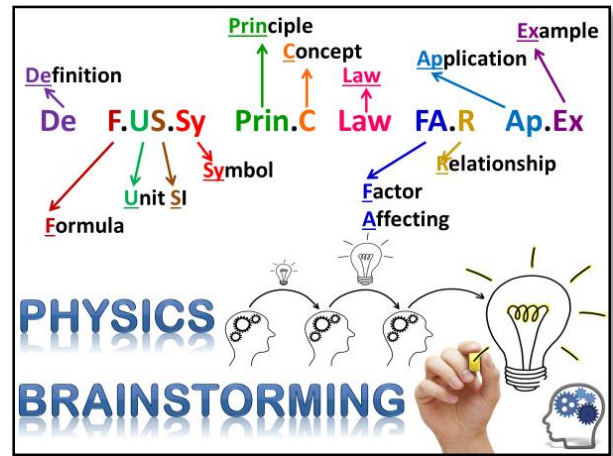 Principle
Concept
Example
Definition
Law
Application
De F.US.Sy Prin.C Law FA.R Ap.Ex
Symbol
Relationship
Unit SI
Factor
Affecting
Formula
PHYSICS
BRAINSTORMING